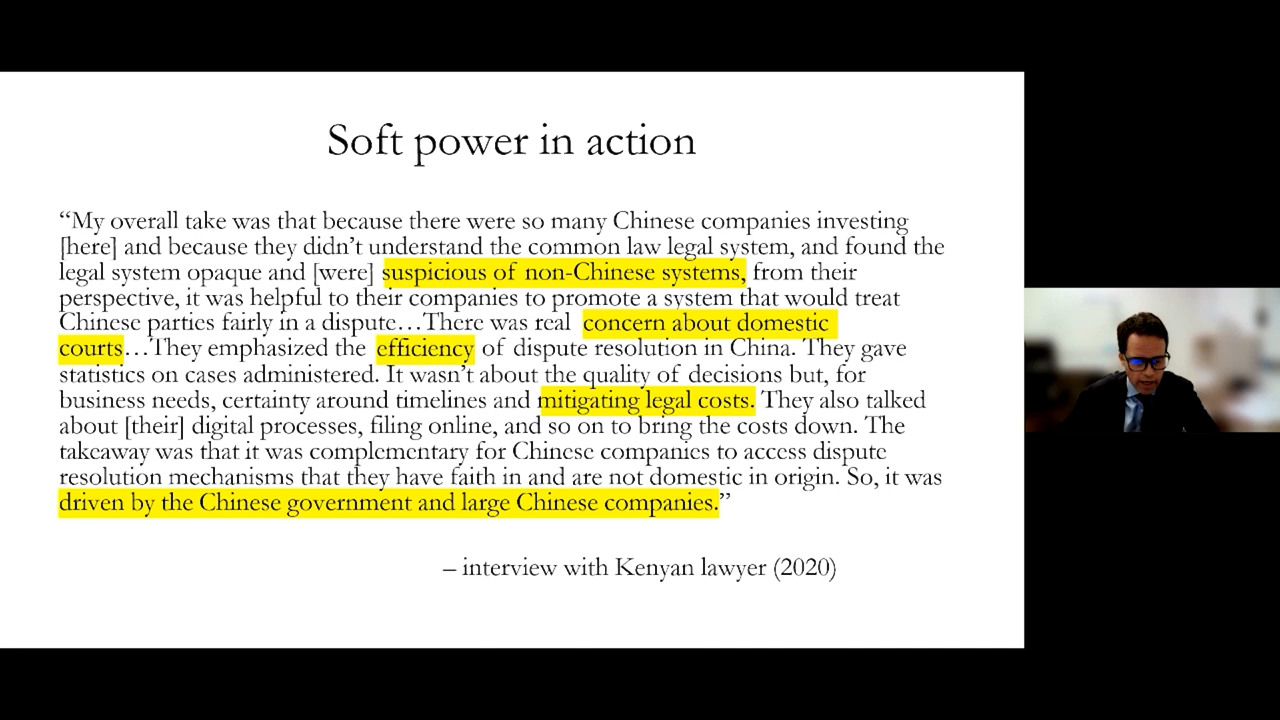 Soft power in action
“My overall take was that because there were so many Chinese companies investing
[here] and because they didn’t understand the common law legal system, and found the
legal system opaque and [were] suspicious of non-Chinese systems, from their
perspective, it was helpful to their companies to promote a system that would treat
Chinese parties fairly in a dispute…There was real concern about domestic
courts…They emphasized the efficiency of dispute resolution in China. They gave
statistics on cases administered. It wasn’t about the quality of decisions but, for
business needs, certainty around timelines and mitigating legal costs. They also talked
about [their] digital processes, filing online, and so on to bring the costs down. The
takeaway was that it was complementary for Chinese companies to access dispute
resolution mechanisms that they have faith in and are not domestic in origin. So, it was
driven by the Chinese government and large Chinese companies.”
– interview with Kenyan lawyer (2020)